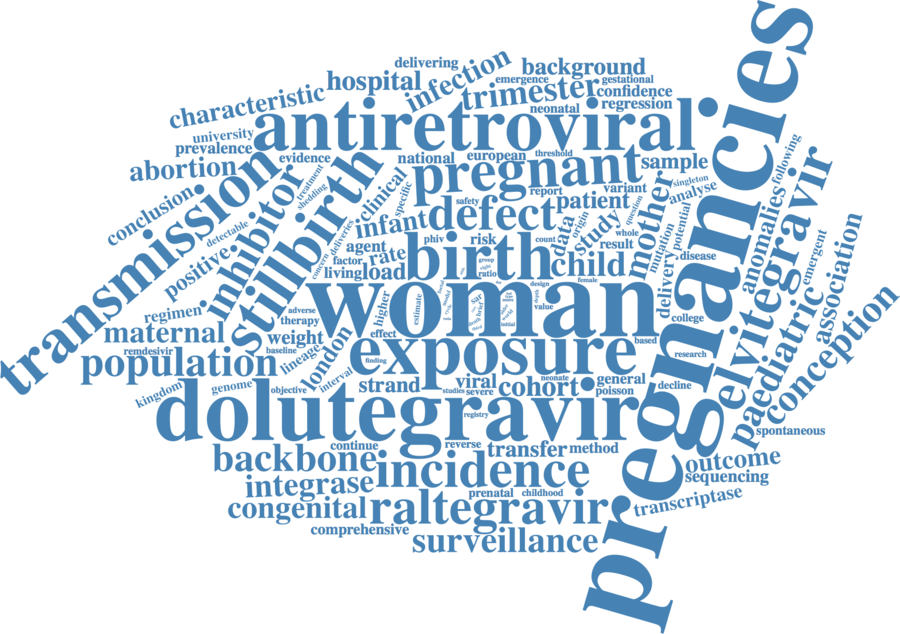 delivering
infection
emergence
background
gestational
hospital
trimester
confidence
characteristic
neonatal
regression
antiretroviral
university
prevalence
evidence
national
european
threshold
abortion
transmission
treatment
shedding
pregnant
sample
pregnancies
following
conclusion
inhibitor
stillbirth
clinical
specific
report
variant
singleton
analyse
safety
patient
mother
question
anomalies
elvitegravir
infant
defect
data
origin
study
potential
mutation
detectable
deliveries
concern
agent
phiv
risk
count
whole
result
positive
factor
rate
birth
group
right
ratio
child
disease
emergent
association
living
load
female
delivery
design
regimen
adverse
higher
estimate
woman
sar
brief
depth
value
initial
college
paediatric
conception
maternal
therapy
weight
effect
based
remdesivir
baseline
lineage
london
exposure
research
population
finding
interval
kingdom
genome
objective
strand
viral
studies
severe
cohort
neonate
general
poisson
decline
dolutegravir
registry
spontaneous
continue
reverse
transfer
method
backbone
incidence
outcome
integrase
prenatal
childhood
sequencing
congenital
raltegravir
transcriptase
comprehensive
surveillance